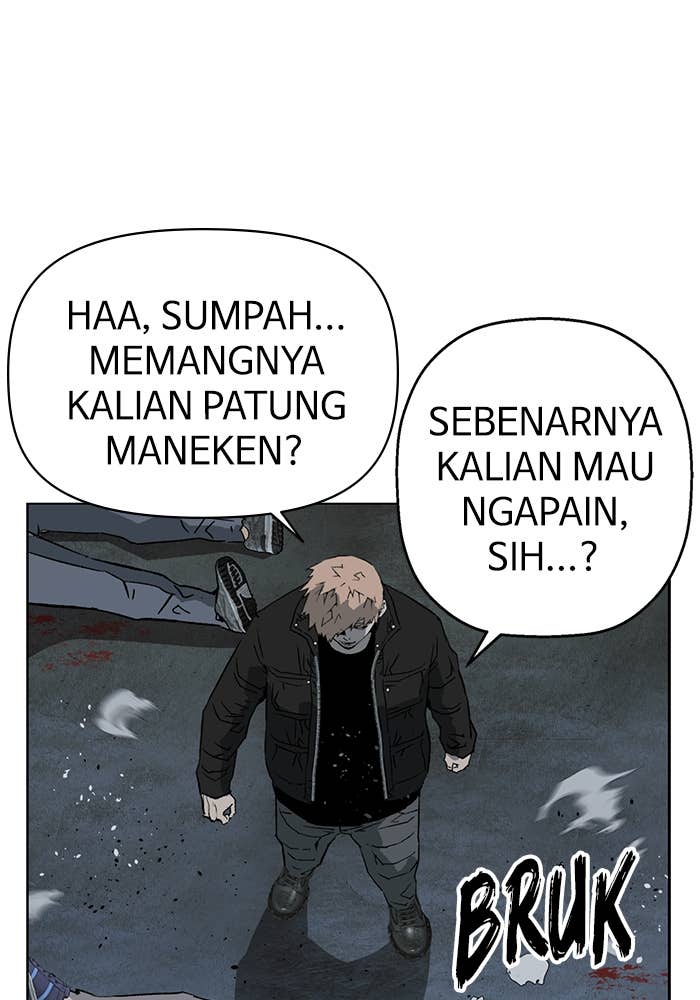 HAA, SUMPAH...
MEMANGNYA
KALIAN PATUNG
MANEKEN?
SEBENARNYA
KALIAN MAU
NGAPAIN,
SIH...?
BRUK